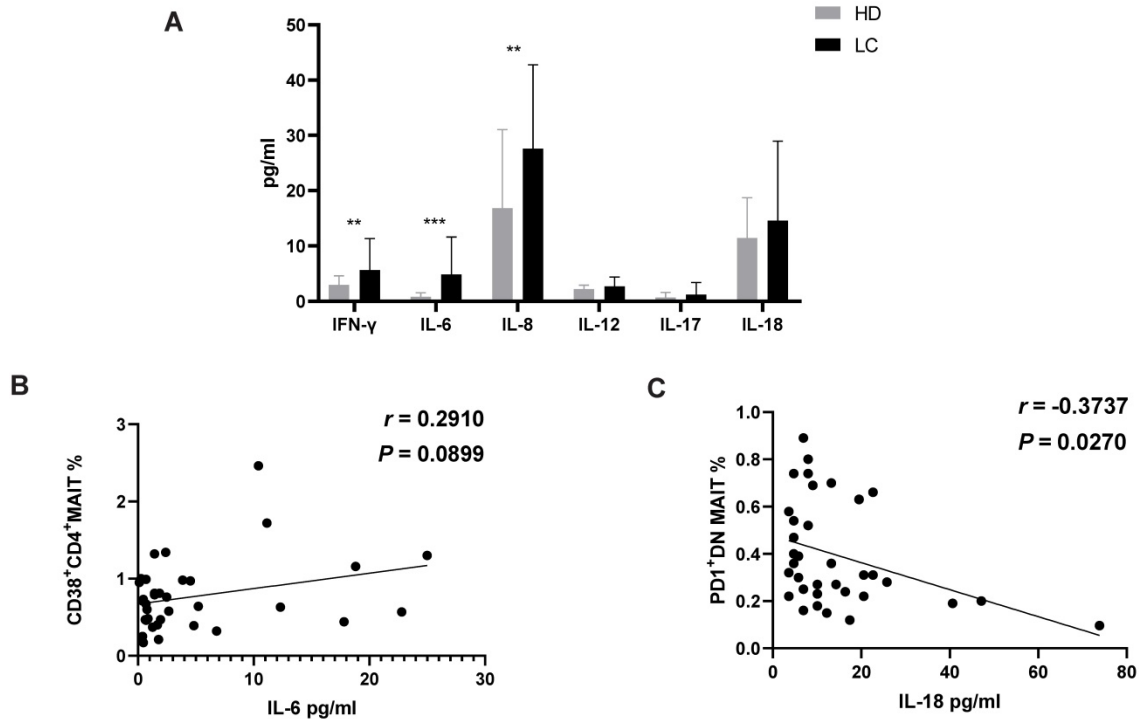 A
HD
LC
50
40
30
20
10
0
pg/ml
**
***
**
IFN-γ
IL-6
IL-8
IL-12
IL-17
IL-18
B
r = 0.2910
P = 0.0899
3
2
1
0
CD38+CD4+MAIT %
0
10
20
30
IL-6 pg/ml
C
r = -0.3737
P = 0.0270
1.0
0.8
0.6
0.4
0.2
0.0
PD1+DN MAIT %
0
20
40
60
80
IL-18 pg/ml